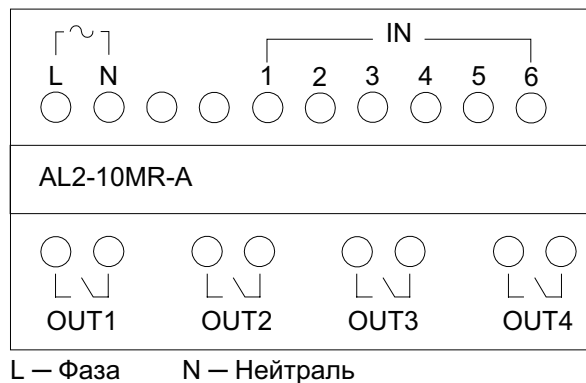 IN
L N 1 2 3 4 5 6
AL2-10MR-A
OUT1 OUT2 OUT3 OUT4
L — Фаза N — Нейтраль